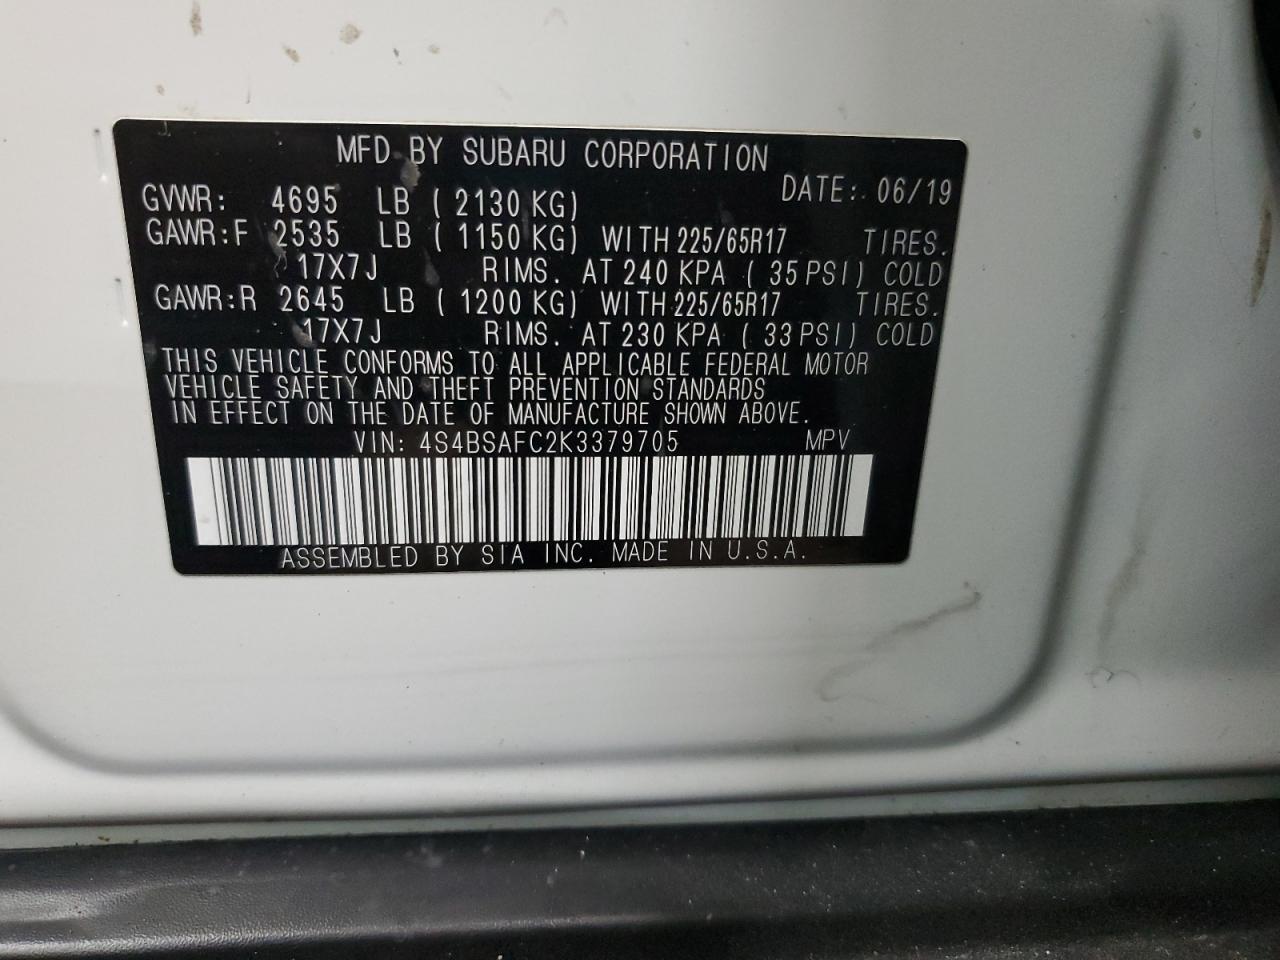 MFD. BY SUBARU CORPORATION
DATE: 06/19
GVWR: 4695 LB ( 2130 KG)
GAWR:F 2535 LB ( 1150 KG) WITH 225/65R17 TIRES.
17X7J RIMS. AT 240 KPA ( 35 PSI) COLD
GAWR:R 2645 LB ( 1200 KG) WITH 225/65R17 TIRES.
17X7J RIMS. AT 230 KPA ( 33 PSI) COLD
THIS VEHICLE CONFORMS TO ALL APPLICABLE FEDERAL MOTOR
VEHICLE SAFETY AND THEFT PREVENTION STANDARDS
IN EFFECT ON THE DATE OF MANUFACTURE SHOWN ABOVE.
VIN: 4S4BSAFC2K3379705 MPV
ASSEMBLED BY SIA INC. MADE IN U.S.A.